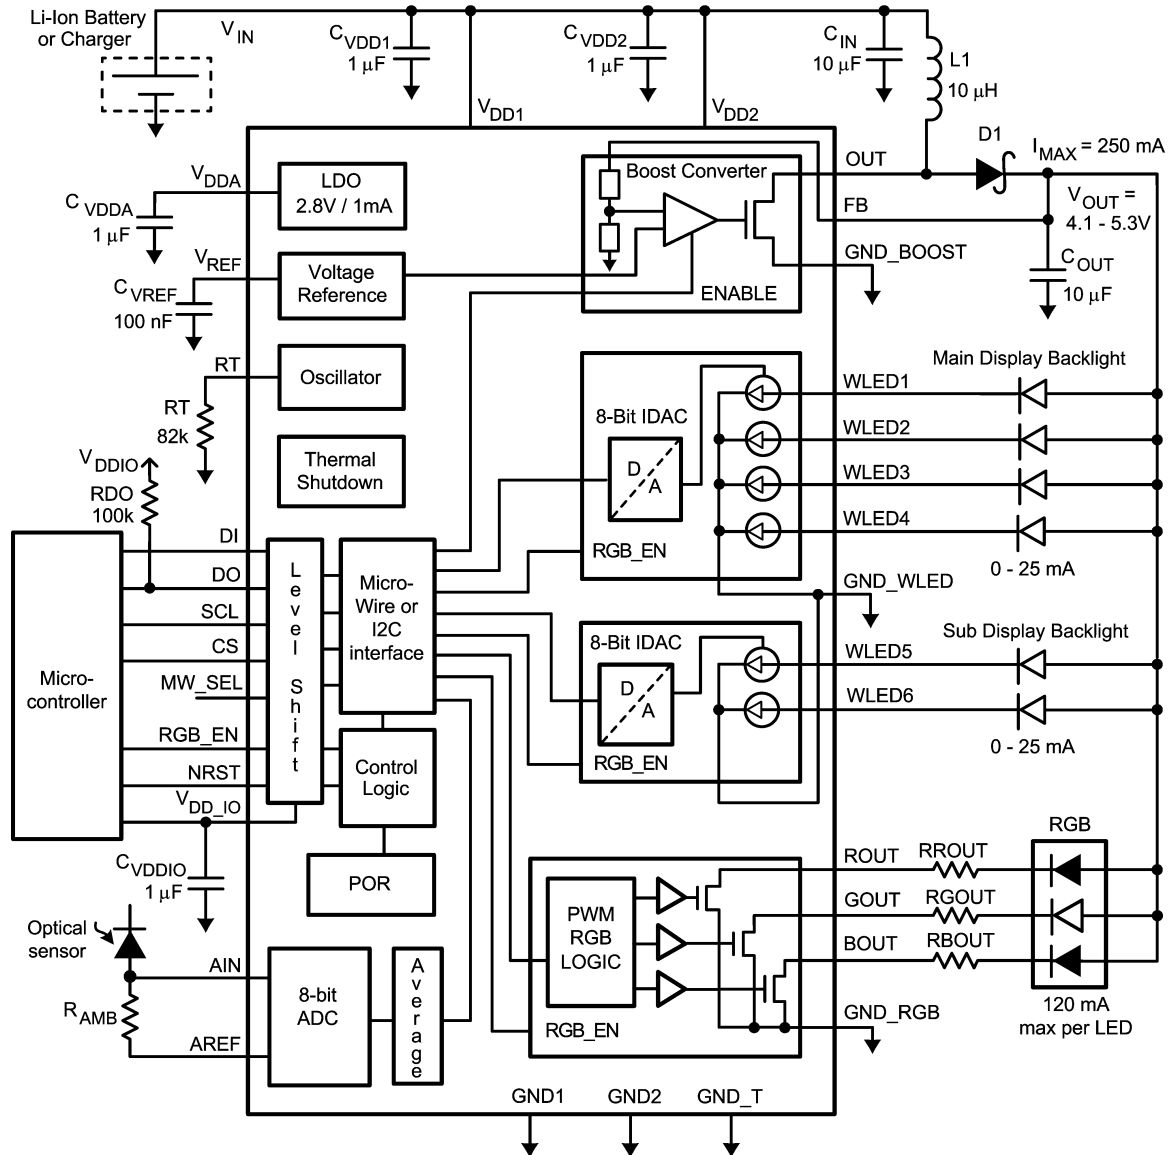 Li-Ion Battery
or Charger
VIN
CVDD1
1 µF
CVDD2
1 µF
CIN
10 µF
L1
10 µH
VDD1
VDD2
D1
IMAX = 250 mA
VOUT =
4.1 - 5.3V
OUT
FB
GND_BOOST
COUT
10 µF
Boost Converter
ENABLE
VDDA
CVDDA
1 µF
LDO
2.8V / 1mA
VREF
CVREF
100 nF
Voltage
Reference
RT
RT
82k
Oscillator
Thermal
Shutdown
VDDIO
RDO
100k
Micro-
controller
DI
DO
SCL
CS
MW_SEL
RGB_EN
NRST
VDD_IO
CVDDIO
1 µF
Level Shift
Micro-
Wire or
I2C
interface
Control
Logic
POR
8-Bit IDAC
D
A
RGB_EN
Main Display Backlight
WLED1
WLED2
WLED3
WLED4
0 - 25 mA
GND_WLED
8-Bit IDAC
D
A
RGB_EN
Sub Display Backlight
WLED5
WLED6
0 - 25 mA
PWM
RGB
LOGIC
RGB_EN
ROUT
RROUT
GOUT
RGOUT
BOUT
RBOUT
GND_RGB
RGB
120 mA
max per LED
Optical
sensor
AIN
RAMB
AREF
8-bit
ADC
Average
GND1
GND2
GND_T